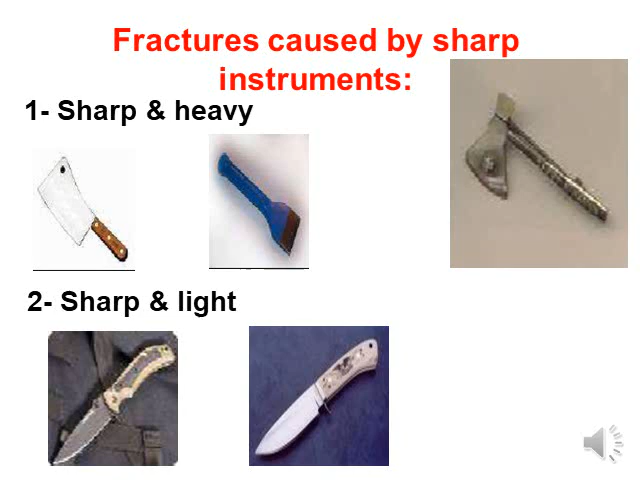 Fractures caused by sharp
instruments:
1- Sharp & heavy
2- Sharp & light